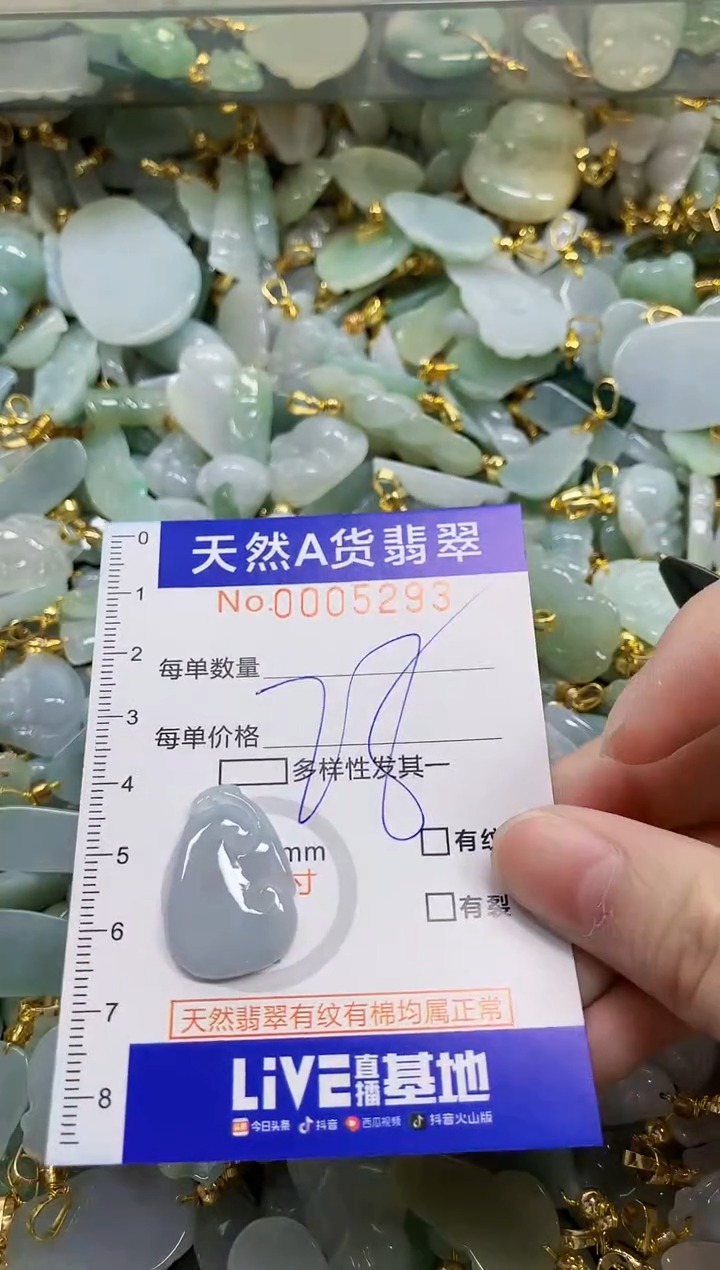 天然A货翡翠
No.0005293
每单数量
每单价格
78
多样性发其一
mm
寸
有纹
有裂
天然翡翠有纹有棉均属正常
LiVE直播基地
今日头条 抖音 西瓜视频 抖音火山版
0
1
2
3
4
5
6
7
8